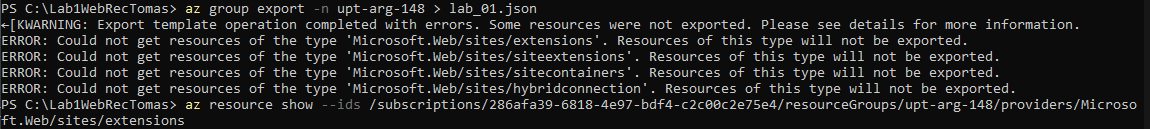 PS C:\Lab1WebRecTomas> az group export -n upt-arg-148 > lab_01.json
←[KWARNING: Export template operation completed with errors. Some resources were not exported. Please see details for more information.
ERROR: Could not get resources of the type 'Microsoft.Web/sites/extensions'. Resources of this type will not be exported.
ERROR: Could not get resources of the type 'Microsoft.Web/sites/siteextensions'. Resources of this type will not be exported.
ERROR: Could not get resources of the type 'Microsoft.Web/sites/sitecontainers'. Resources of this type will not be exported.
ERROR: Could not get resources of the type 'Microsoft.Web/sites/hybridconnection'. Resources of this type will not be exported.
PS C:\Lab1WebRecTomas> az resource show --ids /subscriptions/286afa39-6818-4e97-bdf4-c2c00c2e75e4/resourceGroups/upt-arg-148/providers/Microso
ft.Web/sites/extensions